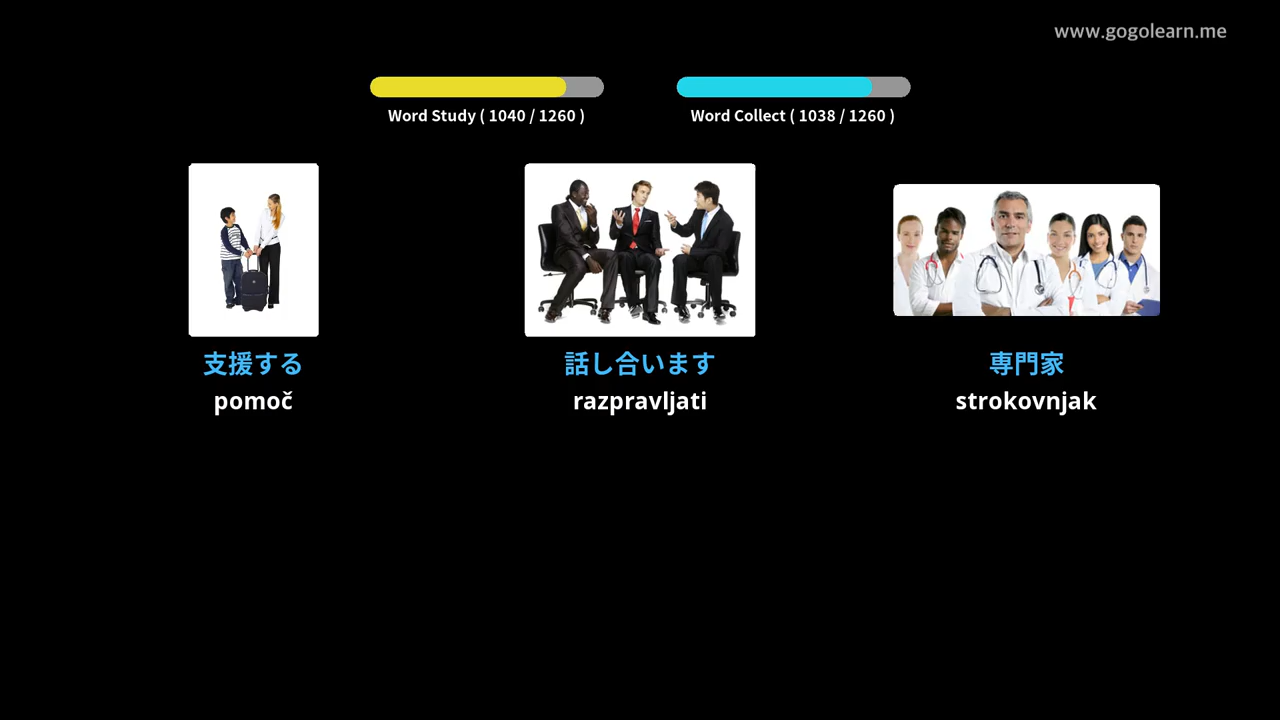 www.gogolearn.me
Word Study ( 1040 / 1260 )
Word Collect ( 1038 / 1260 )
支援する
話し合います
専門家
pomoč
razpravljati
strokovnjak